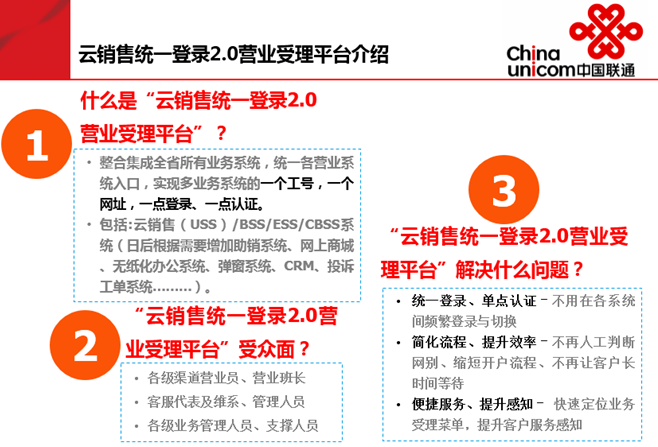 云销售统一登录2.0营业受理平台介绍
China
unicom中国联通
1
什么是“云销售统一登录2.0
营业受理平台”？
• 整合集成全省所有业务系统，统一各营业系
统入口，实现多业务系统的一个工号，一个
网址，一点登录、一点认证。
• 包括:云销售（USS）/BSS/ESS/CBSS系
统（日后根据需要增加助销系统、网上商城
、无纸化办公系统、弹窗系统、CRM、投诉
工单系统………）。
2
“云销售统一登录2.0营
业受理平台”受众面？
• 各级渠道营业员、营业班长
• 客服代表及维系、管理人员
• 各级业务管理人员、支撑人员
3
“云销售统一登录2.0营业受
理平台”解决什么问题？
• 统一登录、单点认证－不用在各系统
间频繁登录与切换
• 简化流程、提升效率－不再人工判断
网别、缩短开户流程、不再让客户长
时间等待
• 便捷服务、提升感知－ 快速定位业务
受理菜单，提升客户服务感知